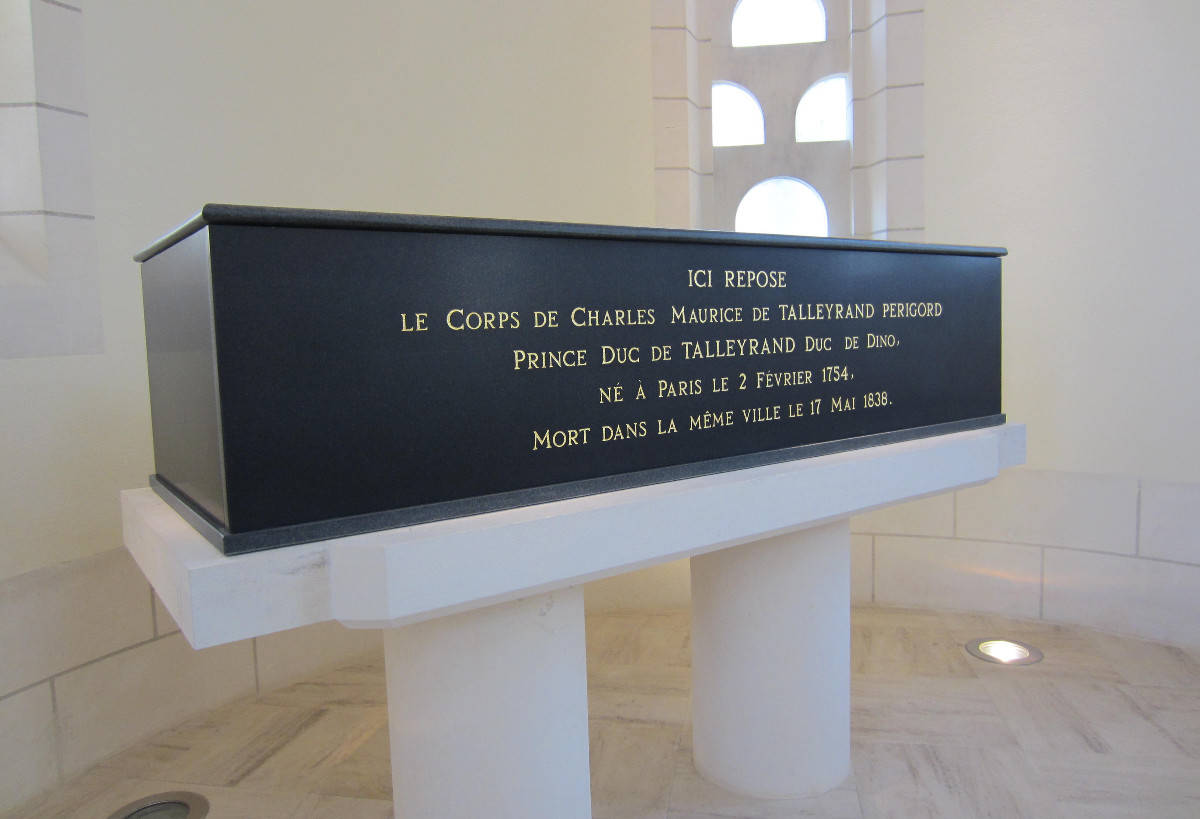 ICI REPOSE
LE CORPS DE CHARLES MAURICE DE TALLEYRAND PERIGORD
PRINCE DUC DE TALLEYRAND DUC DE DINO,
NÉ À PARIS LE 2 FÉVRIER 1754,
MORT DANS LA MÊME VILLE LE 17 MAI 1838.